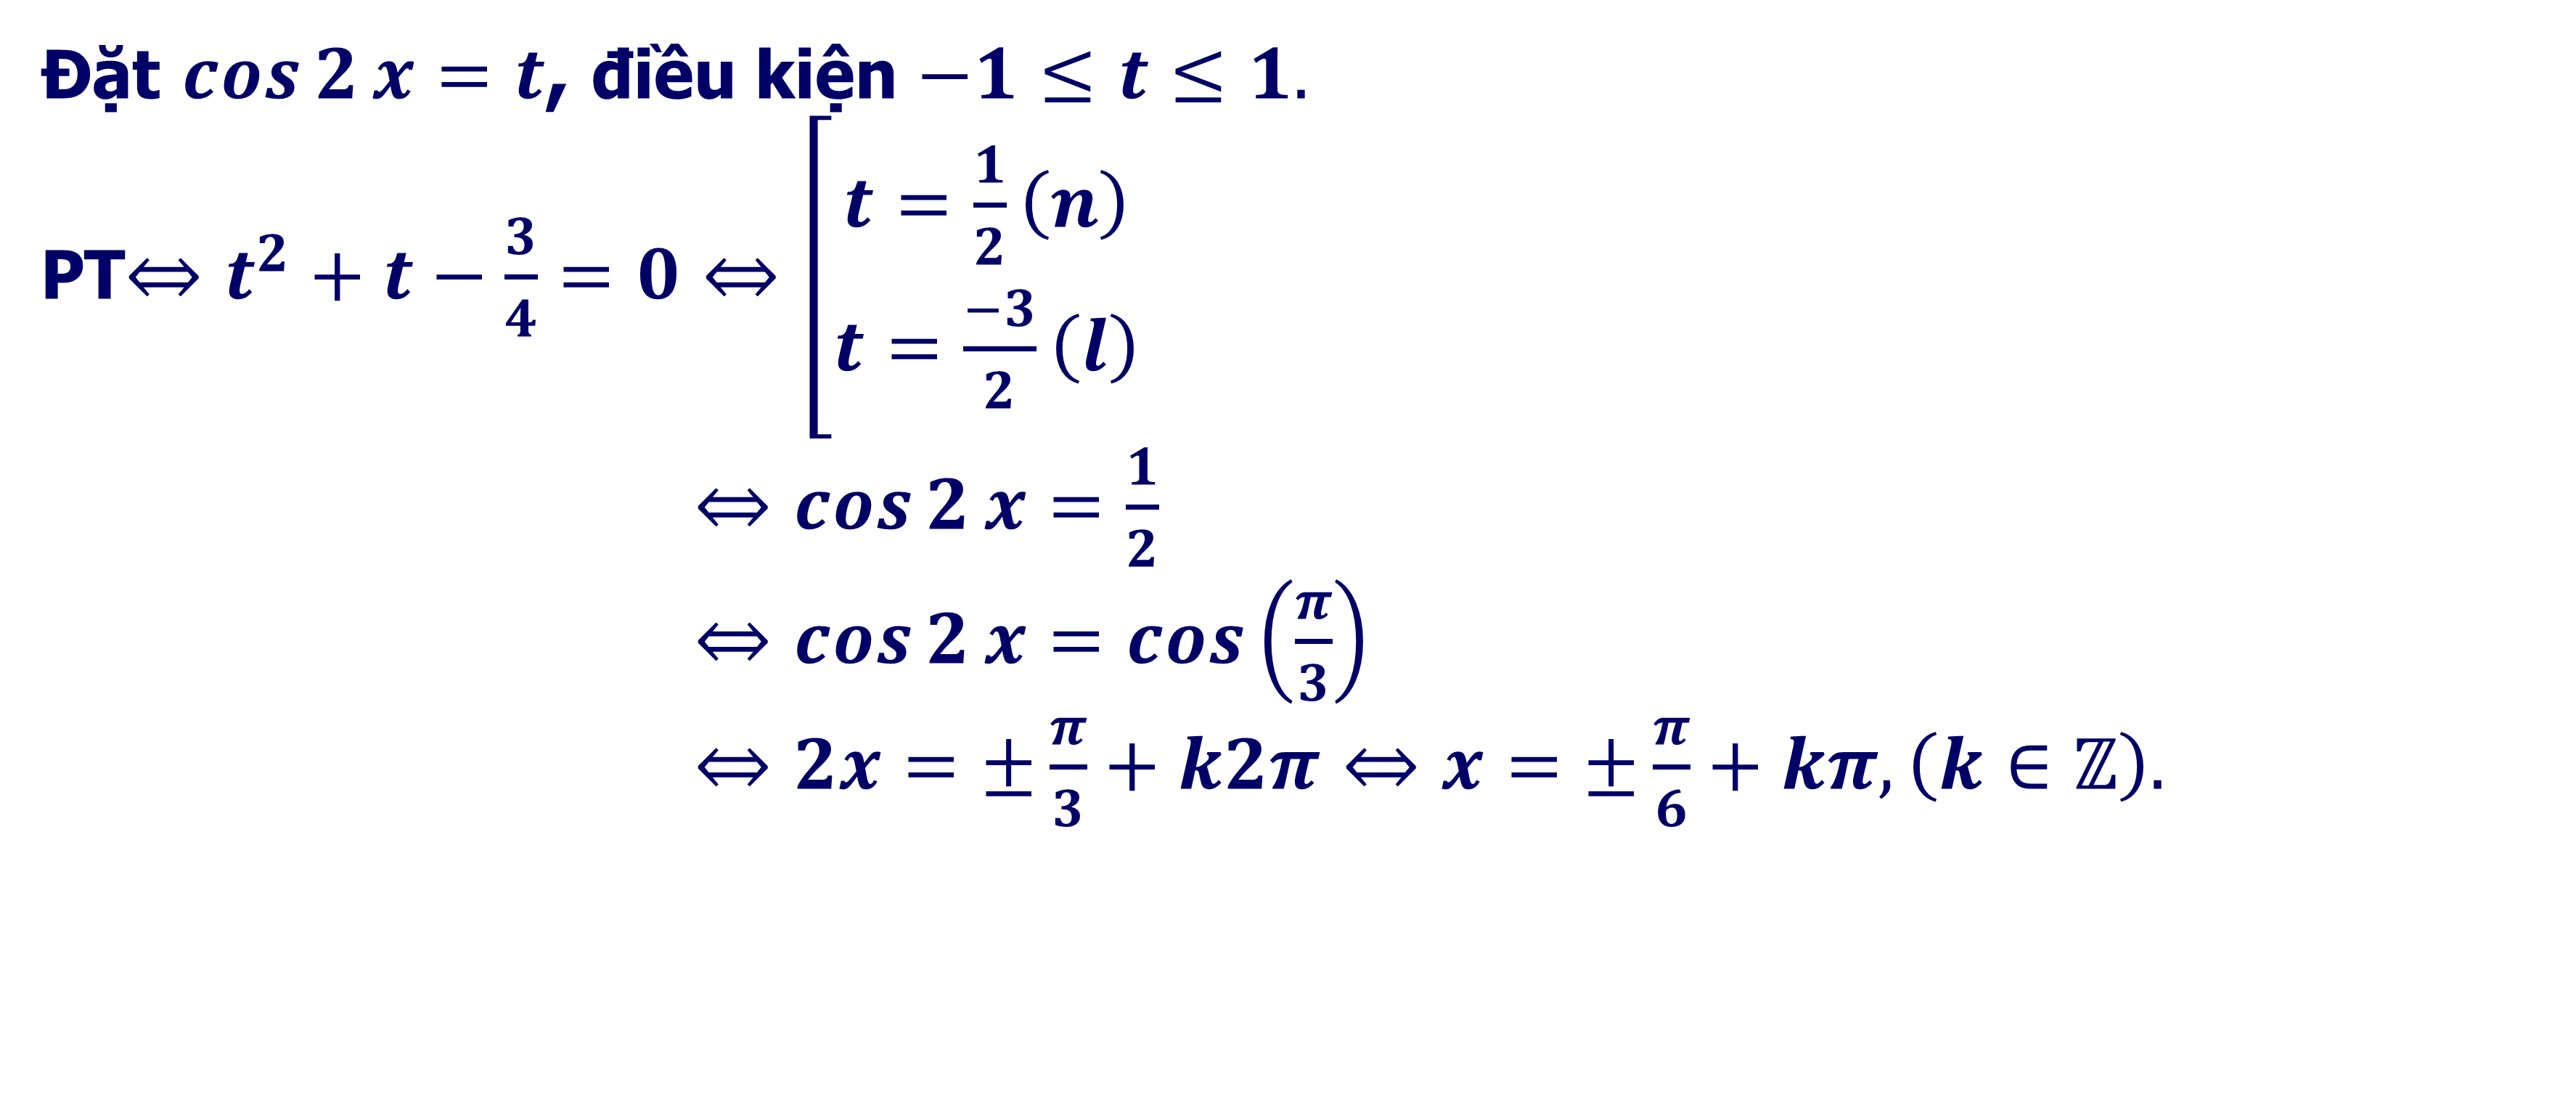 Đặt cos 2 x = t, điều kiện −1 ≤ t ≤ 1.
PT⇔ t² + t − 3/4 = 0 ⇔ [ t = 1/2 (n)
t = −3/2 (l)
⇔ cos 2 x = 1/2
⇔ cos 2 x = cos (π/3)
⇔ 2x = ± π/3 + k2π ⇔ x = ± π/6 + kπ, (k ∈ ℤ).